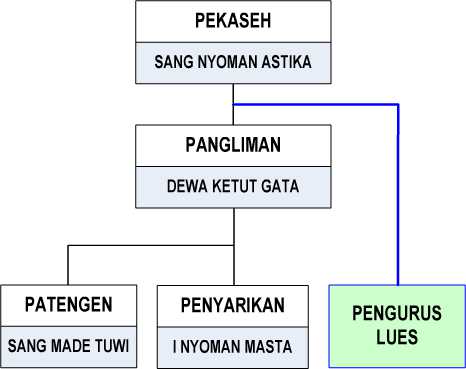 PEKASEH
SANG NYOMAN ASTIKA
PANGLIMAN
DEWA KETUT GATA
PATENGEN
SANG MADE TUWI
PENYARIKAN
I NYOMAN MASTA
PENGURUS
LUES